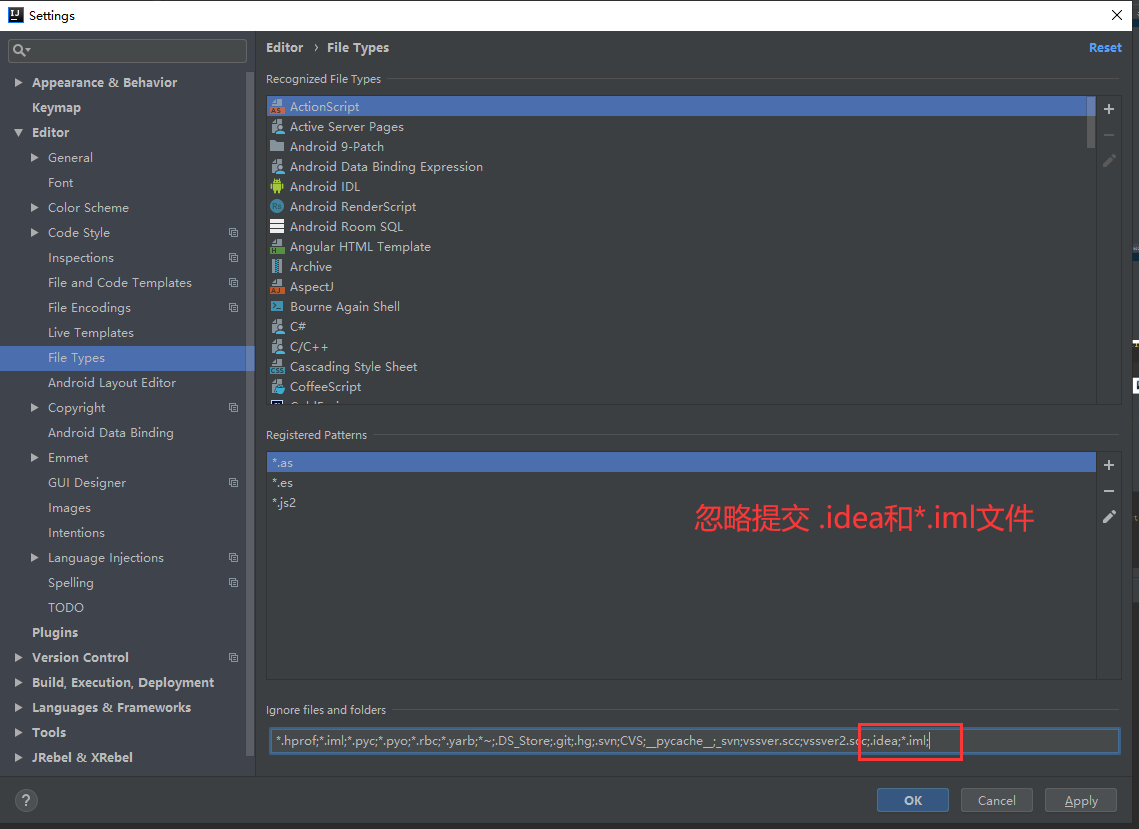 Settings
Appearance & Behavior
Keymap
Editor
General
Font
Color Scheme
Code Style
Inspections
File and Code Templates
File Encodings
Live Templates
File Types
Android Layout Editor
Copyright
Android Data Binding
Emmet
GUI Designer
Images
Intentions
Language Injections
Spelling
TODO
Plugins
Version Control
Build, Execution, Deployment
Languages & Frameworks
Tools
JRebel & XRebel
Editor › File Types
Reset
Recognized File Types
ActionScript
Active Server Pages
Android 9-Patch
Android Data Binding Expression
Android IDL
Android RenderScript
Android Room SQL
Angular HTML Template
Archive
AspectJ
Bourne Again Shell
C#
C/C++
Cascading Style Sheet
CoffeeScript
Registered Patterns
*.as
*.es
*.js2
忽略提交 .idea和*.iml文件
Ignore files and folders
*.hprof;*.iml;*.pyc;*.pyo;*.rbc;*.yarb;*~;.DS_Store;.git;.hg;.svn;CVS;__pycache__;_svn;vssver.scc;vssver2.scc;.idea;*.iml;
?
OK
Cancel
Apply